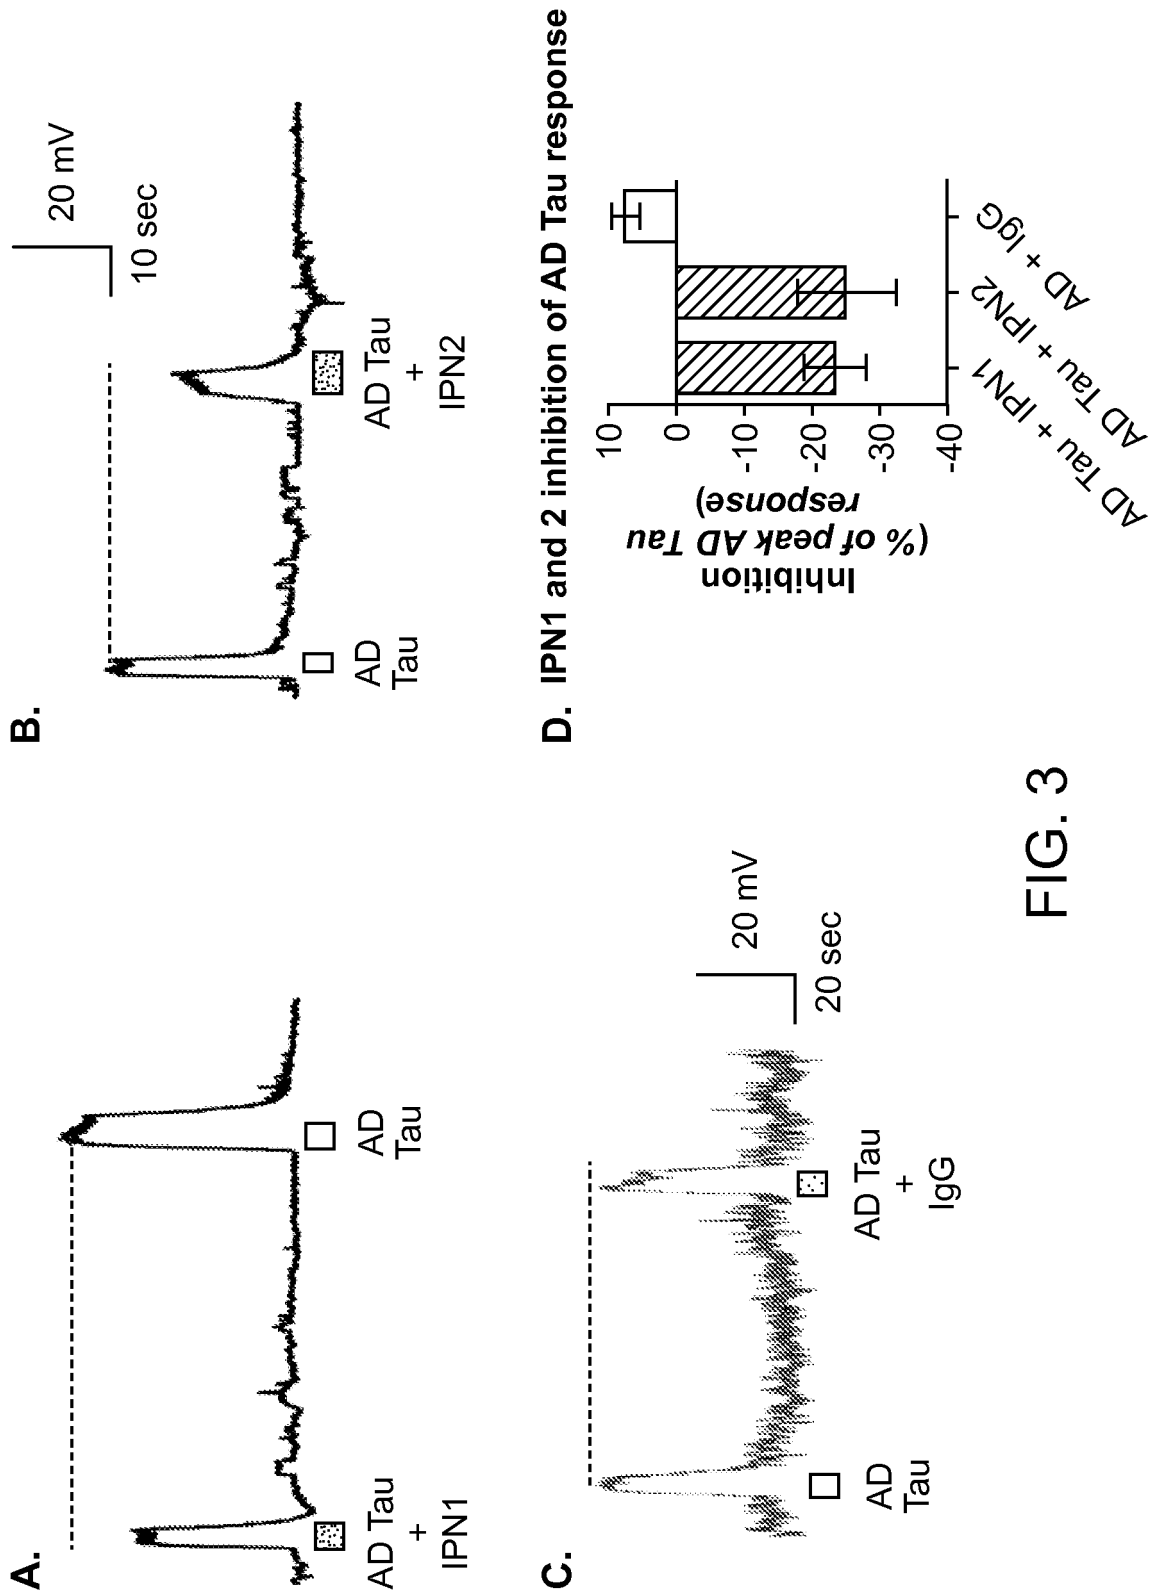 A.
AD Tau
+
IPN1
AD
Tau
B.
20 mV
10 sec
AD
Tau
AD Tau
+
IPN2
C.
20 mV
20 sec
AD
Tau
AD Tau
+
IgG
D. IPN1 and 2 inhibition of AD Tau response
Inhibition
(% of peak AD Tau
response)
10
0
-10
-20
-30
-40
AD Tau + IPN1
AD Tau + IPN2
AD + IgG
FIG. 3